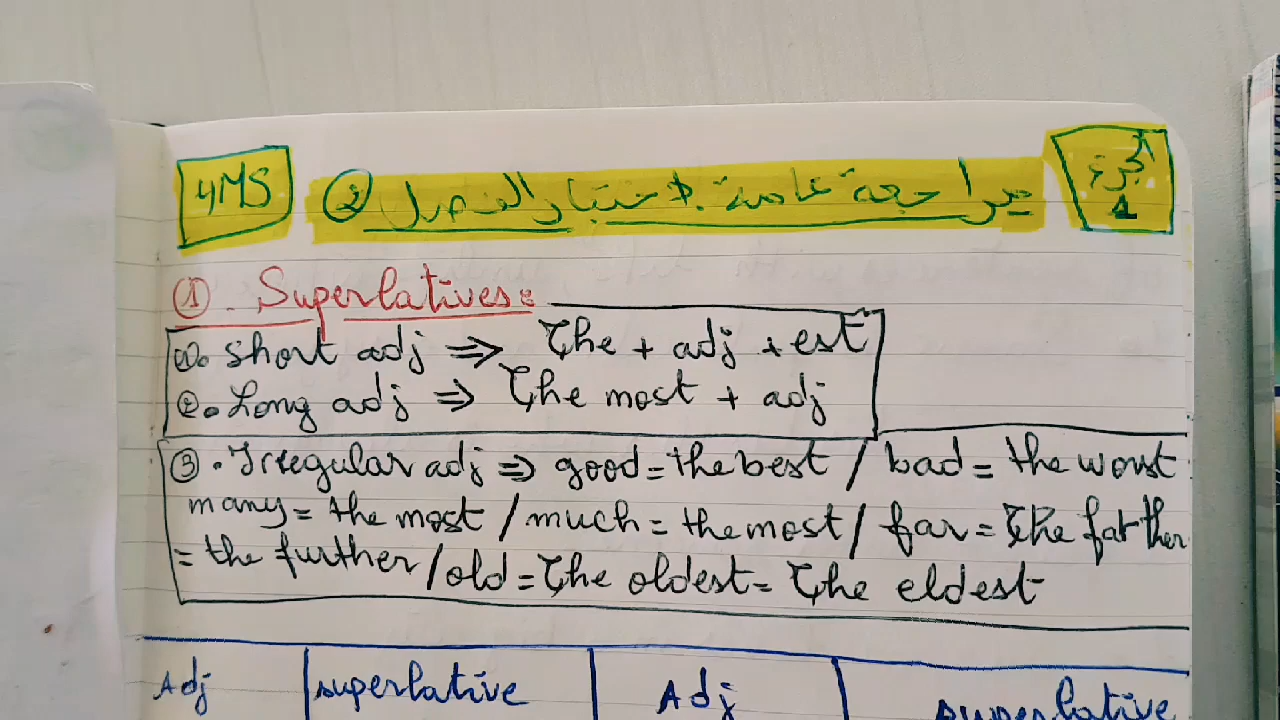 4MS
مراجعة عامة لاختبار الفصل ②
الجزء 1
① . Superlatives:
①. short adj ⇒ The + adj + est
②. Long adj ⇒ The most + adj
③ . Irregular adj ⇒ good = the best / bad = the worst
many = the most / much = the most / far = The farther
= the further / old = The oldest = The eldest
Adj superlative Adj superlative